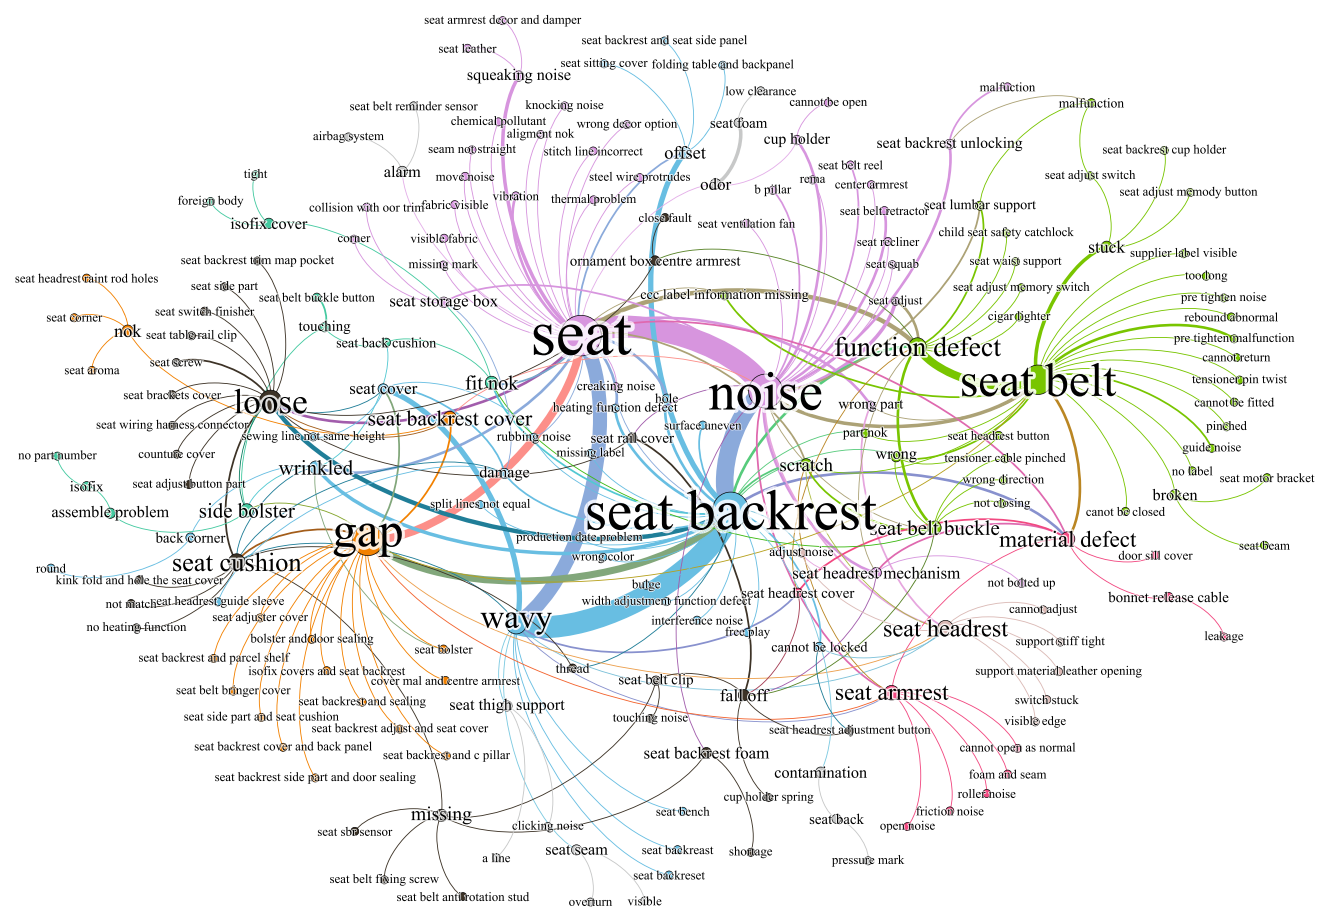 seat armrest decor and damper
seat backrest and seat side panel
seat leather
seat sitting cover
folding table and backpanel
squeaking noise
malfuction
low clearance
cannot be open
malfunction
seat belt reminder sensor
knocking noise
chemical pollutant
wrong decor option
seat foam
airbag system
aligment nok
cup holder
seat backrest unlocking
seam not straight
stitch line incorrect
offset
seat backrest cup holder
alarm
seat belt reel
tight
move noise
steel wire protrudes
odor
rema
center armrest
seat adjust switch
b pillar
seat adjust memody button
foreign body
vibration
thermal problem
collision with oor trim
fabric visible
seat belt retractor
seat lumbar support
isofix cover
close fault
seat ventilation fan
child seat safety catchlock
corner
visible fabric
seat recliner
stuck
supplier label visible
seat backrest trim map pocket
missing mark
ornament box centre armrest
seat squab
seat waist support
seat headrest faint rod holes
too long
seat side part
seat adjust memory switch
seat belt buckle button
seat storage box
ccc label information missing
seat adjust
pre tighten noise
seat corner
seat switch finisher
cigar lighter
rebound abnormal
nok
touching
seat table rail clip
seat
pre tighten malfunction
seat back cushion
function defect
seat screw
cannot return
seat aroma
seat belt
tensioner pin twist
seat cover
fit nok
creaking noise
noise
seat brackets cover
loose
hole
heating function defect
wrong part
cannot be fitted
seat backrest cover
seat wiring harness connector
surface uneven
pinched
sewing line not same height
rubbing noise
seat rail cover
part nok
seat headrest button
guide noise
counture cover
missing label
wrong
tensioner cable pinched
no part number
wrinkled
damage
scratch
no label
seat motor bracket
isofix
seat adjust button part
wrong direction
broken
split lines not equal
not closing
assemble problem
side bolster
seat backrest
canot be closed
seat belt buckle
back corner
gap
production date problem
material defect
seat beam
wrong color
adjust noise
door sill cover
round
seat cushion
seat headrest mechanism
kink fold and hole the seat cover
bulge
not bolted up
seat headrest cover
bonnet release cable
not match
seat headrest guide sleeve
width adjustment function defect
cannot adjust
seat adjuster cover
wavy
interference noise
no heating function
free play
seat headrest
leakage
bolster and door sealing
seat bolster
cannot be locked
support stiff tight
seat backrest and parcel shelf
isofix covers and seat backrest
thread
support material leather opening
cover mal and centre armrest
seat belt clip
seat belt bringer cover
fall off
seat armrest
switch stuck
seat backrest and sealing
seat thigh support
seat side part and seat cushion
touching noise
visible edge
seat backrest adjust and seat cover
seat headrest adjustment button
seat backrest cover and back panel
seat backrest and c pillar
seat backrest foam
cannot open as normal
seat backrest side part and door sealing
contamination
foam and seam
cup holder spring
roller noise
missing
seat bench
friction noise
seat sbr sensor
clicking noise
seat back
open noise
seat seam
seat backreast
shortage
a line
pressure mark
seat belt fixing screw
seat backreset
seat belt antirotation stud
overturn
visible